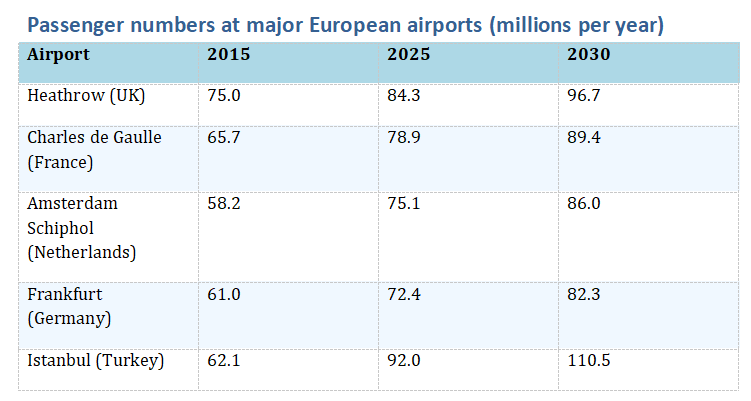 Passenger numbers at major European airports (millions per year)
Airport 2015 2025 2030
Heathrow (UK) 75.0 84.3 96.7
Charles de Gaulle 65.7 78.9 89.4
(France)
Amsterdam 58.2 75.1 86.0
Schiphol
(Netherlands)
Frankfurt 61.0 72.4 82.3
(Germany)
Istanbul (Turkey) 62.1 92.0 110.5